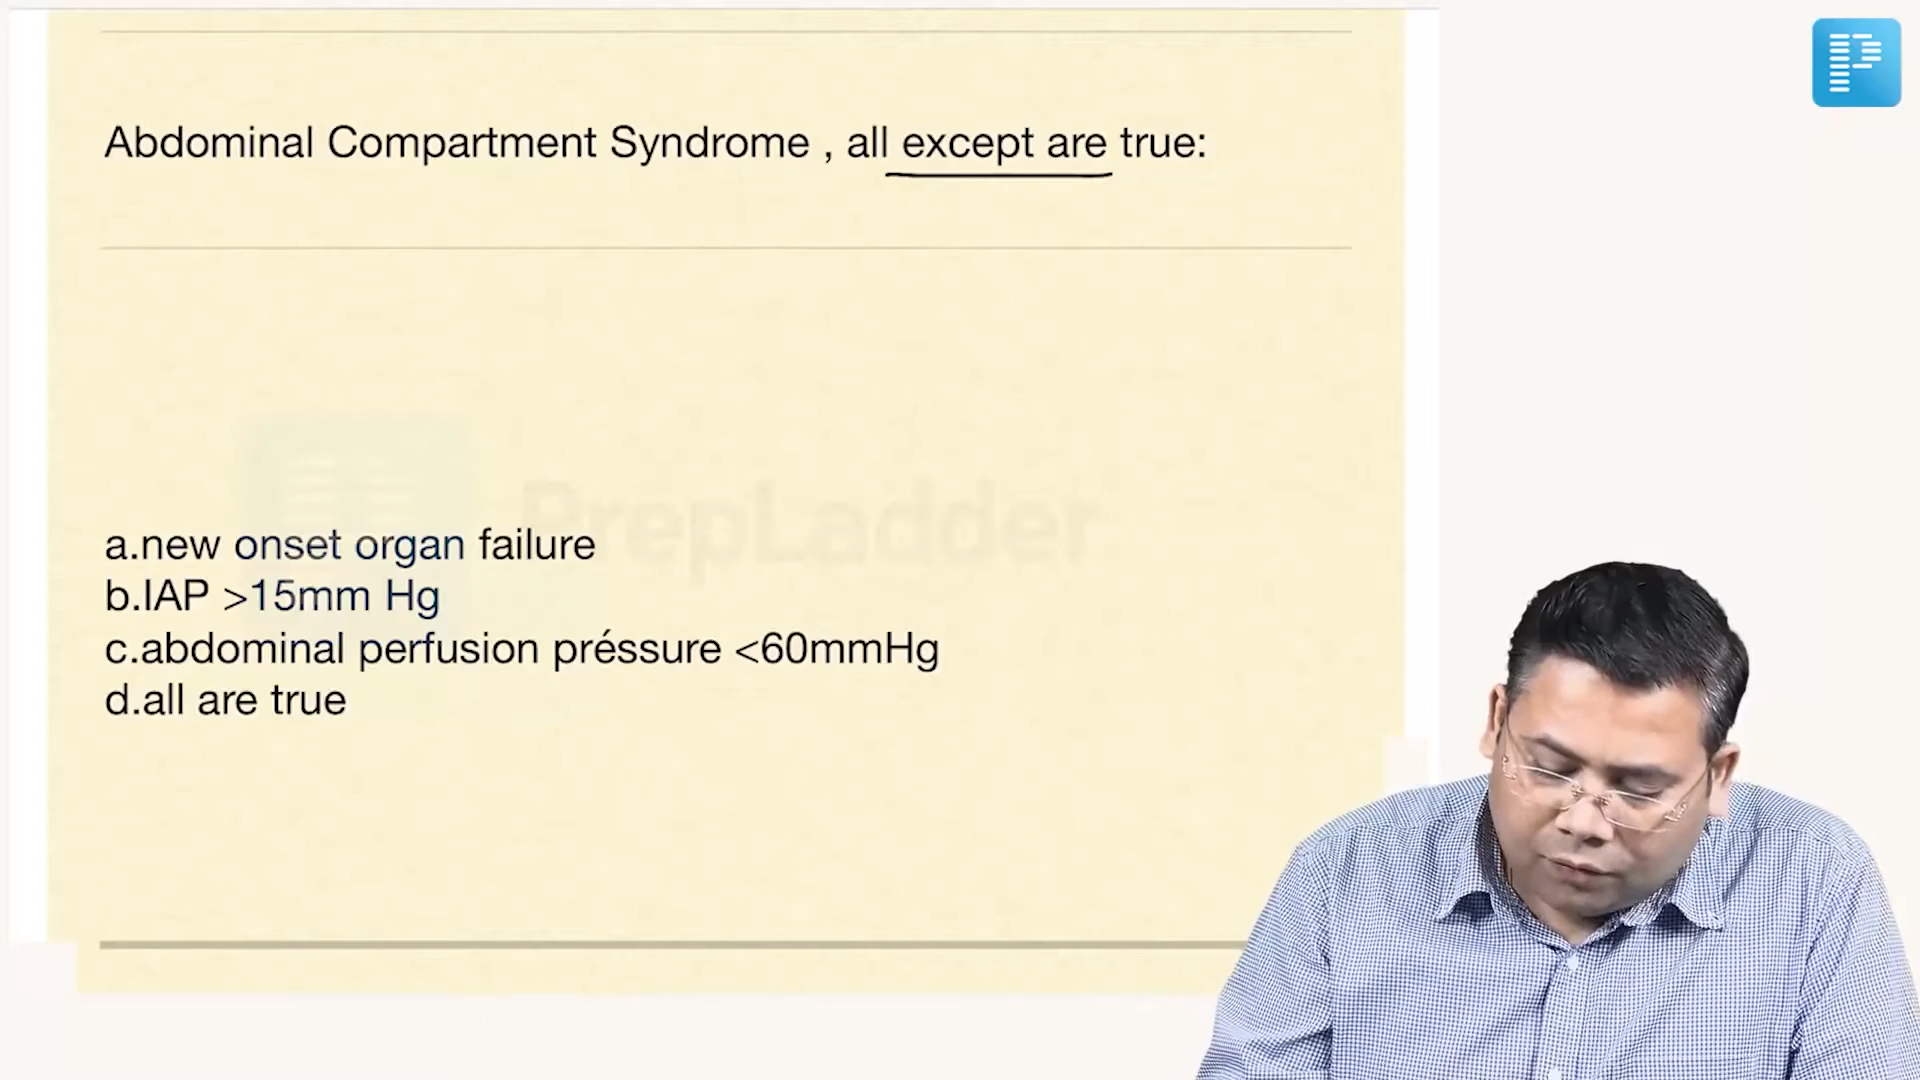 Abdominal Compartment Syndrome , all except are true:
PrepLadder
a.new onset organ failure
b.IAP >15mm Hg
c.abdominal perfusion préssure <60mmHg
d.all are true